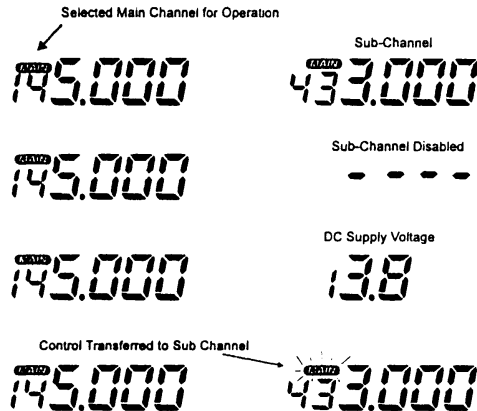 Selected Main Channel for Operation
Sub-Channel
MAIN
145.000
MAIN
433.000
Sub-Channel Disabled
MAIN
145.000
- - - -
DC Supply Voltage
MAIN
145.000
13.8
Control Transferred to Sub Channel
MAIN
145.000
MAIN
433.000